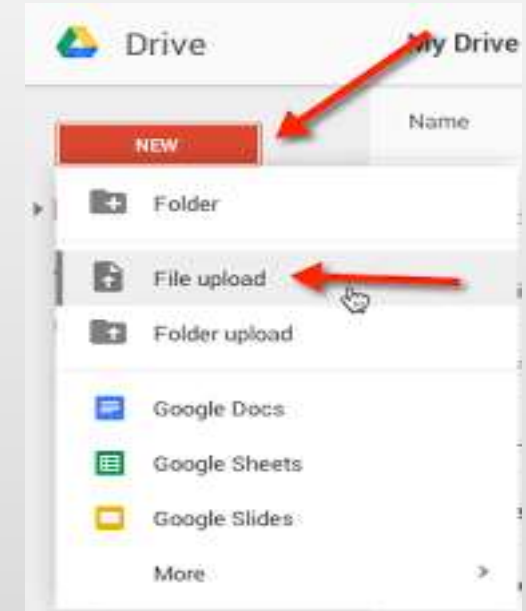 Drive
My Drive
Name
NEW
Folder
File upload
Folder upload
Google Docs
Google Sheets
Google Slides
More